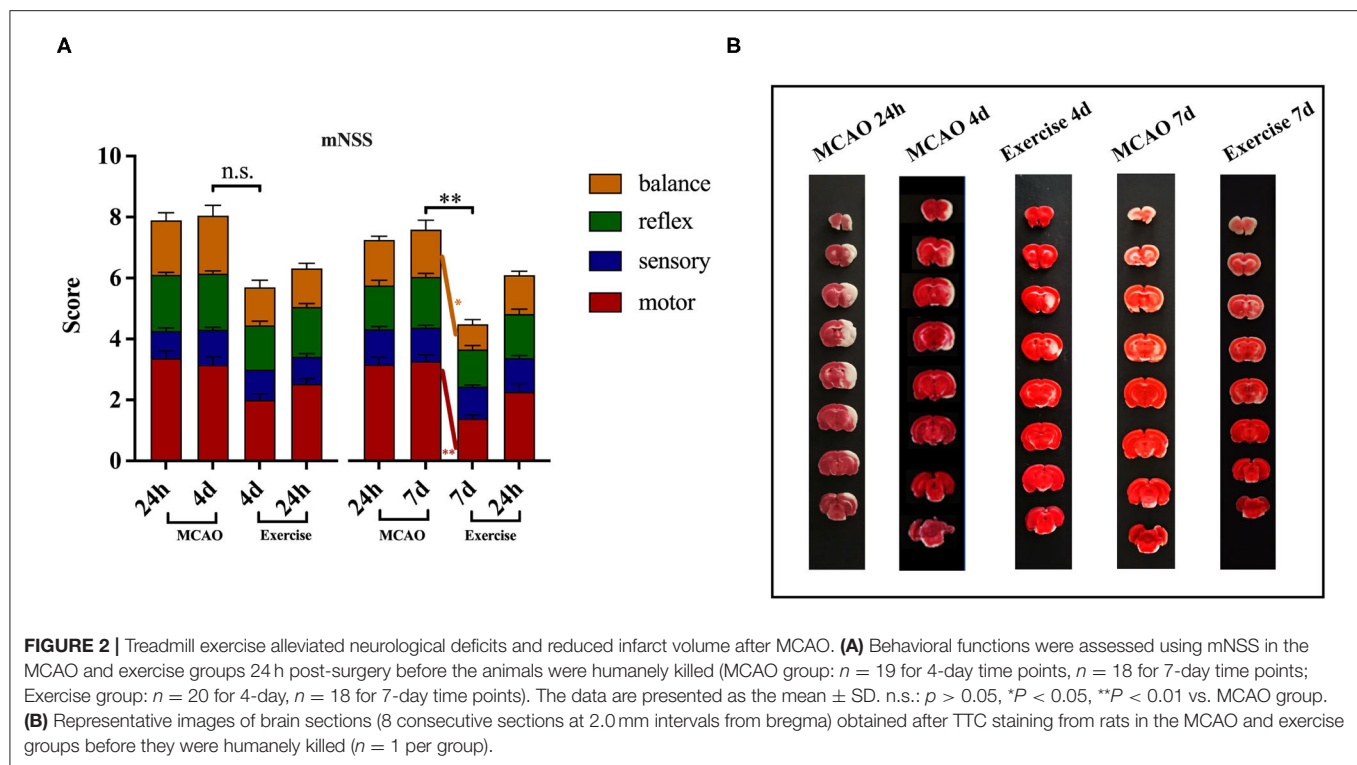 A
B
mNSS
10
8
6
4
2
0
Score
n.s.
**
*
**
balance
reflex
sensory
motor
24h
4d
4d
24h
24h
7d
7d
24h
MCAO
Exercise
MCAO
Exercise
MCAO 24h
MCAO 4d
Exercise 4d
MCAO 7d
Exercise 7d
FIGURE 2 | Treadmill exercise alleviated neurological deficits and reduced infarct volume after MCAO. (A) Behavioral functions were assessed using mNSS in the
MCAO and exercise groups 24 h post-surgery before the animals were humanely killed (MCAO group: n = 19 for 4-day time points, n = 18 for 7-day time points;
Exercise group: n = 20 for 4-day, n = 18 for 7-day time points). The data are presented as the mean ± SD. n.s.: p > 0.05, *P < 0.05, **P < 0.01 vs. MCAO group.
(B) Representative images of brain sections (8 consecutive sections at 2.0 mm intervals from bregma) obtained after TTC staining from rats in the MCAO and exercise
groups before they were humanely killed (n = 1 per group).